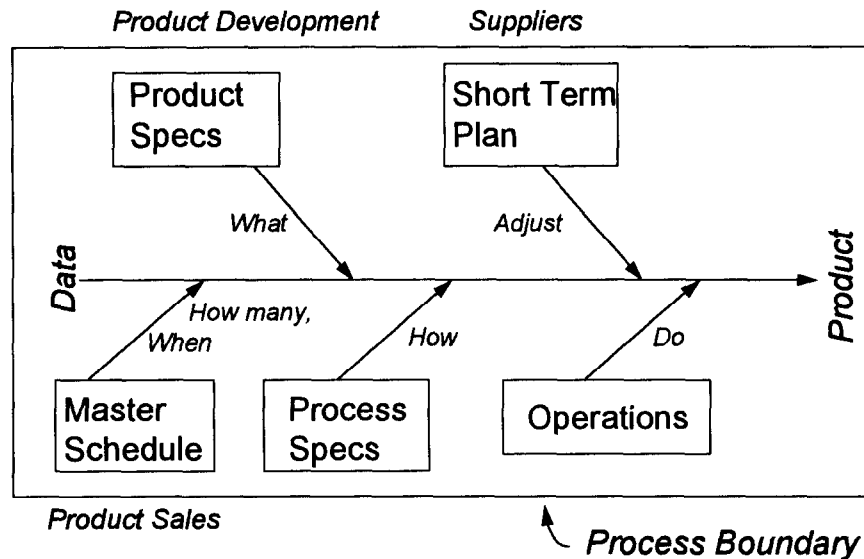 Product Development
Suppliers
Product
Specs
Short Term
Plan
What
Adjust
Data
Product
How many,
When
How
Do
Master
Schedule
Process
Specs
Operations
Product Sales
Process Boundary